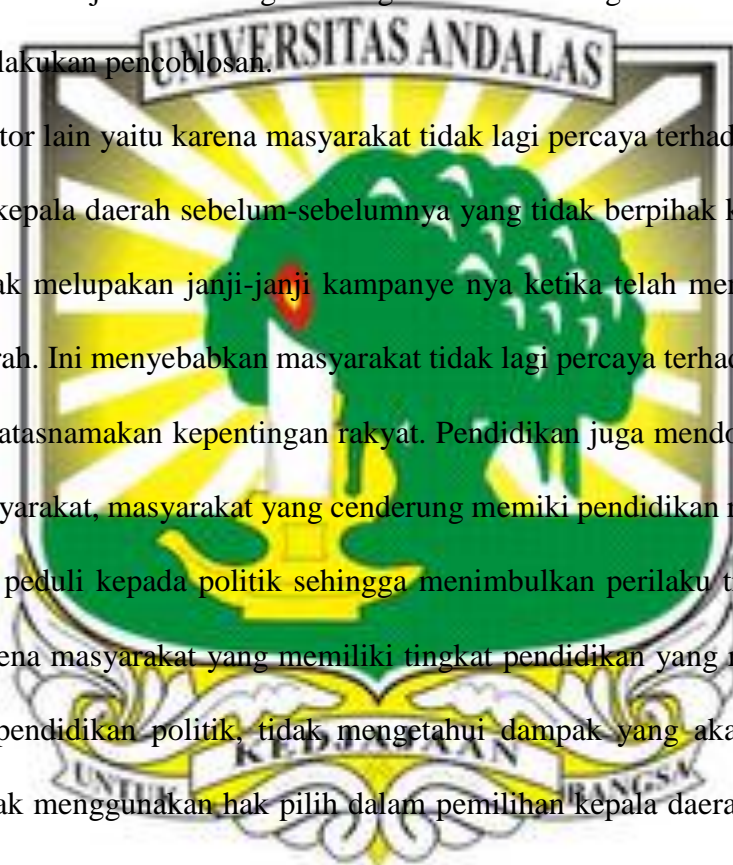 UNIVERSITAS ANDALAS
lakukan pencoblosan.
tor lain yaitu karena masyarakat tidak lagi percaya terhad
kepala daerah sebelum-sebelumnya yang tidak berpihak k
ak melupakan janji-janji kampanye nya ketika telah mer
rah. Ini menyebabkan masyarakat tidak lagi percaya terhad
atasnamakan kepentingan rakyat. Pendidikan juga mendo
yarakat, masyarakat yang cenderung memiki pendidikan r
peduli kepada politik sehingga menimbulkan perilaku t
ena masyarakat yang memiliki tingkat pendidikan yang r
pendidikan politik, tidak mengetahui dampak yang aka
KEDJAJAAN
UNTUK BANGSA
ak menggunakan hak pilih dalam pemilihan kepala daera